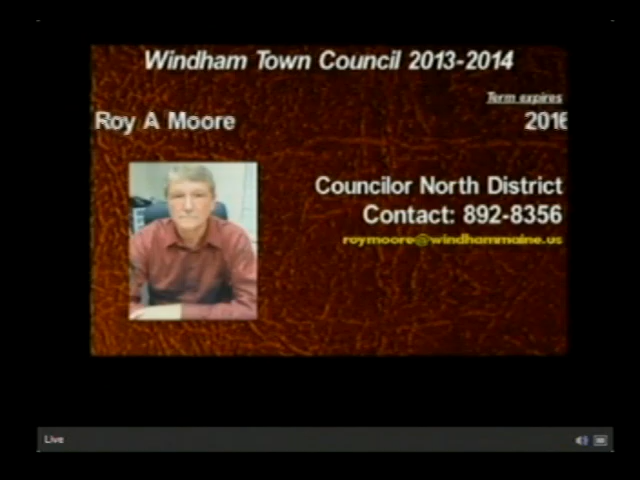 Windham Town Council 2013-2014
Term expires
Roy A Moore 2016
Councilor North District
Contact: 892-8356
roymoore@windhammaine.us
Live